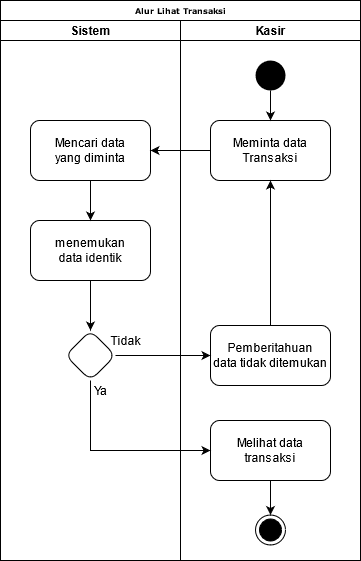 Alur Lihat Transaksi
Sistem
Kasir
Mencari data
yang diminta
Meminta data
Transaksi
menemukan
data identik
Tidak
Pemberitahuan
data tidak ditemukan
Ya
Melihat data
transaksi